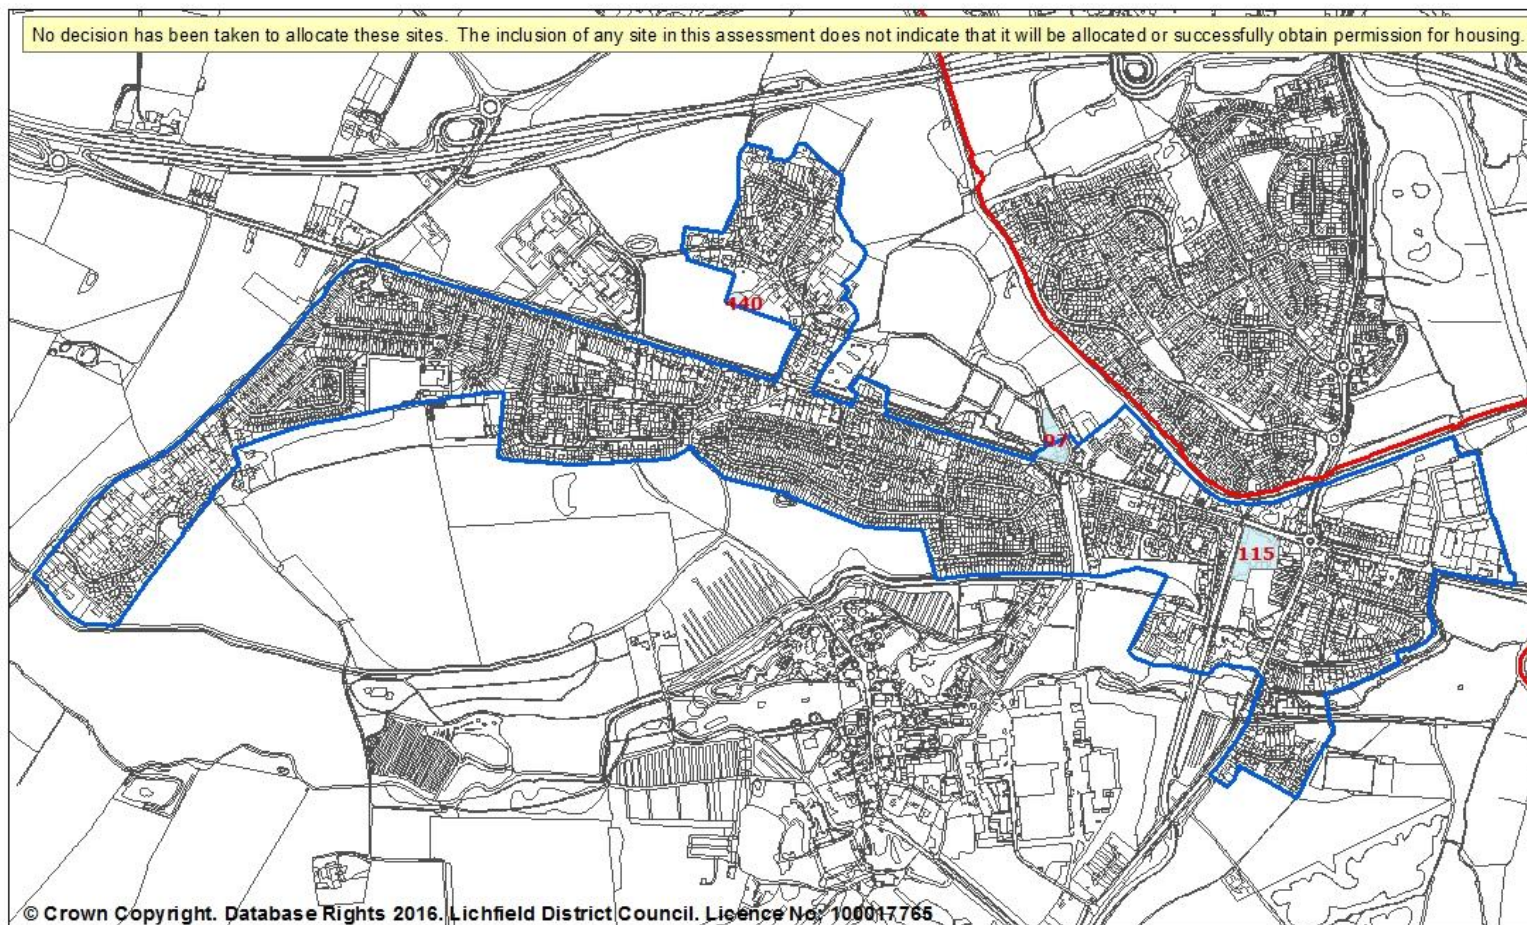 No decision has been taken to allocate these sites. The inclusion of any site in this assessment does not indicate that it will be allocated or successfully obtain permission for housing.
440
97
115
© Crown Copyright. Database Rights 2016. Lichfield District Council. Licence No: 100017765